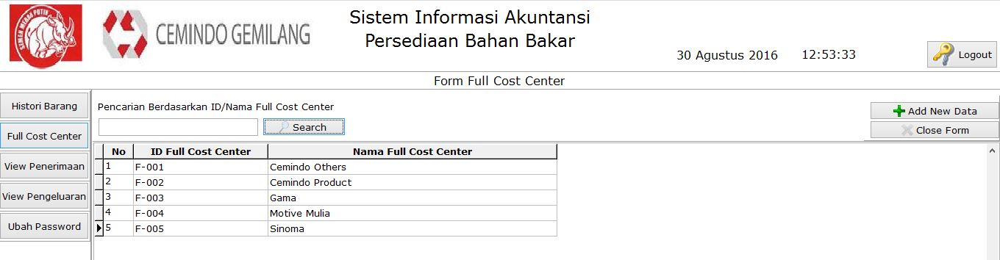 SEMEN MERAH PUTIH
CEMINDO GEMILANG
Sistem Informasi Akuntansi
Persediaan Bahan Bakar
30 Agustus 2016 12:53:33
Logout
Form Full Cost Center
Histori Barang
Full Cost Center
View Penerimaan
View Pengeluaran
Ubah Password
Pencarian Berdasarkan ID/Nama Full Cost Center
Search
Add New Data
Close Form
No ID Full Cost Center Nama Full Cost Center
1 F-001 Cemindo Others
2 F-002 Cemindo Product
3 F-003 Gama
4 F-004 Motive Mulia
5 F-005 Sinoma